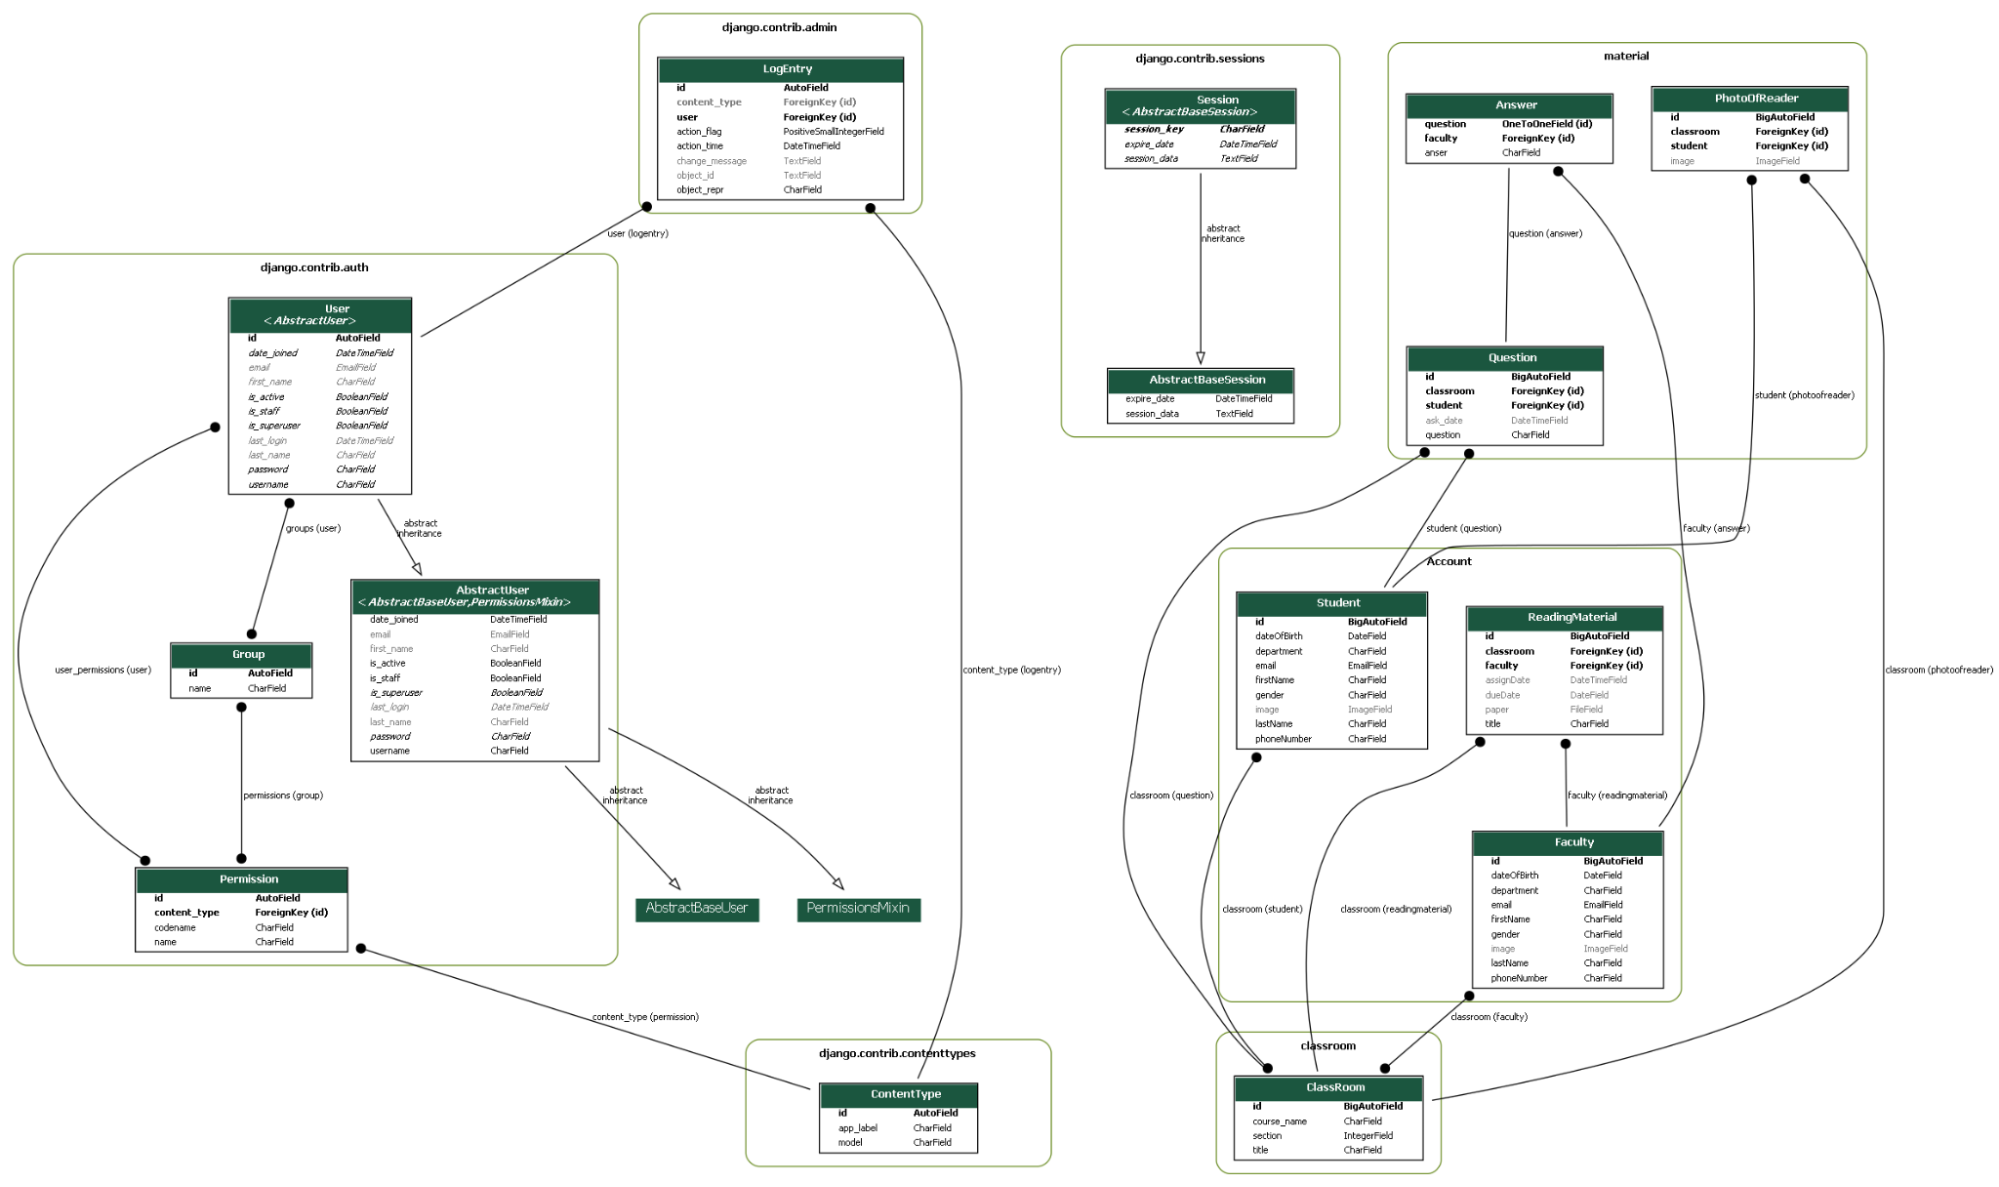 django.contrib.admin
LogEntry
id AutoField
content_type ForeignKey (id)
user ForeignKey (id)
action_flag PositiveSmallIntegerField
action_time DateTimeField
change_message TextField
object_id TextField
object_repr CharField
user (logentry)
content_type (logentry)
django.contrib.auth
User
<AbstractUser>
id AutoField
date_joined DateTimeField
email EmailField
first_name CharField
is_active BooleanField
is_staff BooleanField
is_superuser BooleanField
last_login DateTimeField
last_name CharField
password CharField
username CharField
groups (user)
abstract
inheritance
user_permissions (user)
AbstractUser
<AbstractBaseUser,PermissionsMixin>
date_joined DateTimeField
email EmailField
first_name CharField
is_active BooleanField
is_staff BooleanField
is_superuser BooleanField
last_login DateTimeField
last_name CharField
password CharField
username CharField
Group
id AutoField
name CharField
permissions (group)
abstract
inheritance
abstract
inheritance
Permission
id AutoField
content_type ForeignKey (id)
codename CharField
name CharField
AbstractBaseUser
PermissionsMixin
content_type (permission)
django.contrib.contenttypes
ContentType
id AutoField
app_label CharField
model CharField
django.contrib.sessions
Session
<AbstractBaseSession>
session_key CharField
expire_date DateTimeField
session_data TextField
abstract
inheritance
AbstractBaseSession
expire_date DateTimeField
session_data TextField
material
Answer
question OneToOneField (id)
faculty ForeignKey (id)
anser CharField
PhotoOfReader
id BigAutoField
classroom ForeignKey (id)
student ForeignKey (id)
image ImageField
question (answer)
Question
id BigAutoField
classroom ForeignKey (id)
student ForeignKey (id)
ask_date DateTimeField
question CharField
student (photoofreader)
student (question)
faculty (answer)
classroom (photoofreader)
classroom (question)
Account
Student
id BigAutoField
dateOfBirth DateField
department CharField
email EmailField
firstName CharField
gender CharField
image ImageField
lastName CharField
phoneNumber CharField
ReadingMaterial
id BigAutoField
classroom ForeignKey (id)
faculty ForeignKey (id)
assignDate DateTimeField
dueDate DateField
paper FileField
title CharField
faculty (readingmaterial)
classroom (student)
classroom (readingmaterial)
Faculty
id BigAutoField
dateOfBirth DateField
department CharField
email EmailField
firstName CharField
gender CharField
image ImageField
lastName CharField
phoneNumber CharField
classroom (faculty)
classroom
ClassRoom
id BigAutoField
course_name CharField
section IntegerField
title CharField